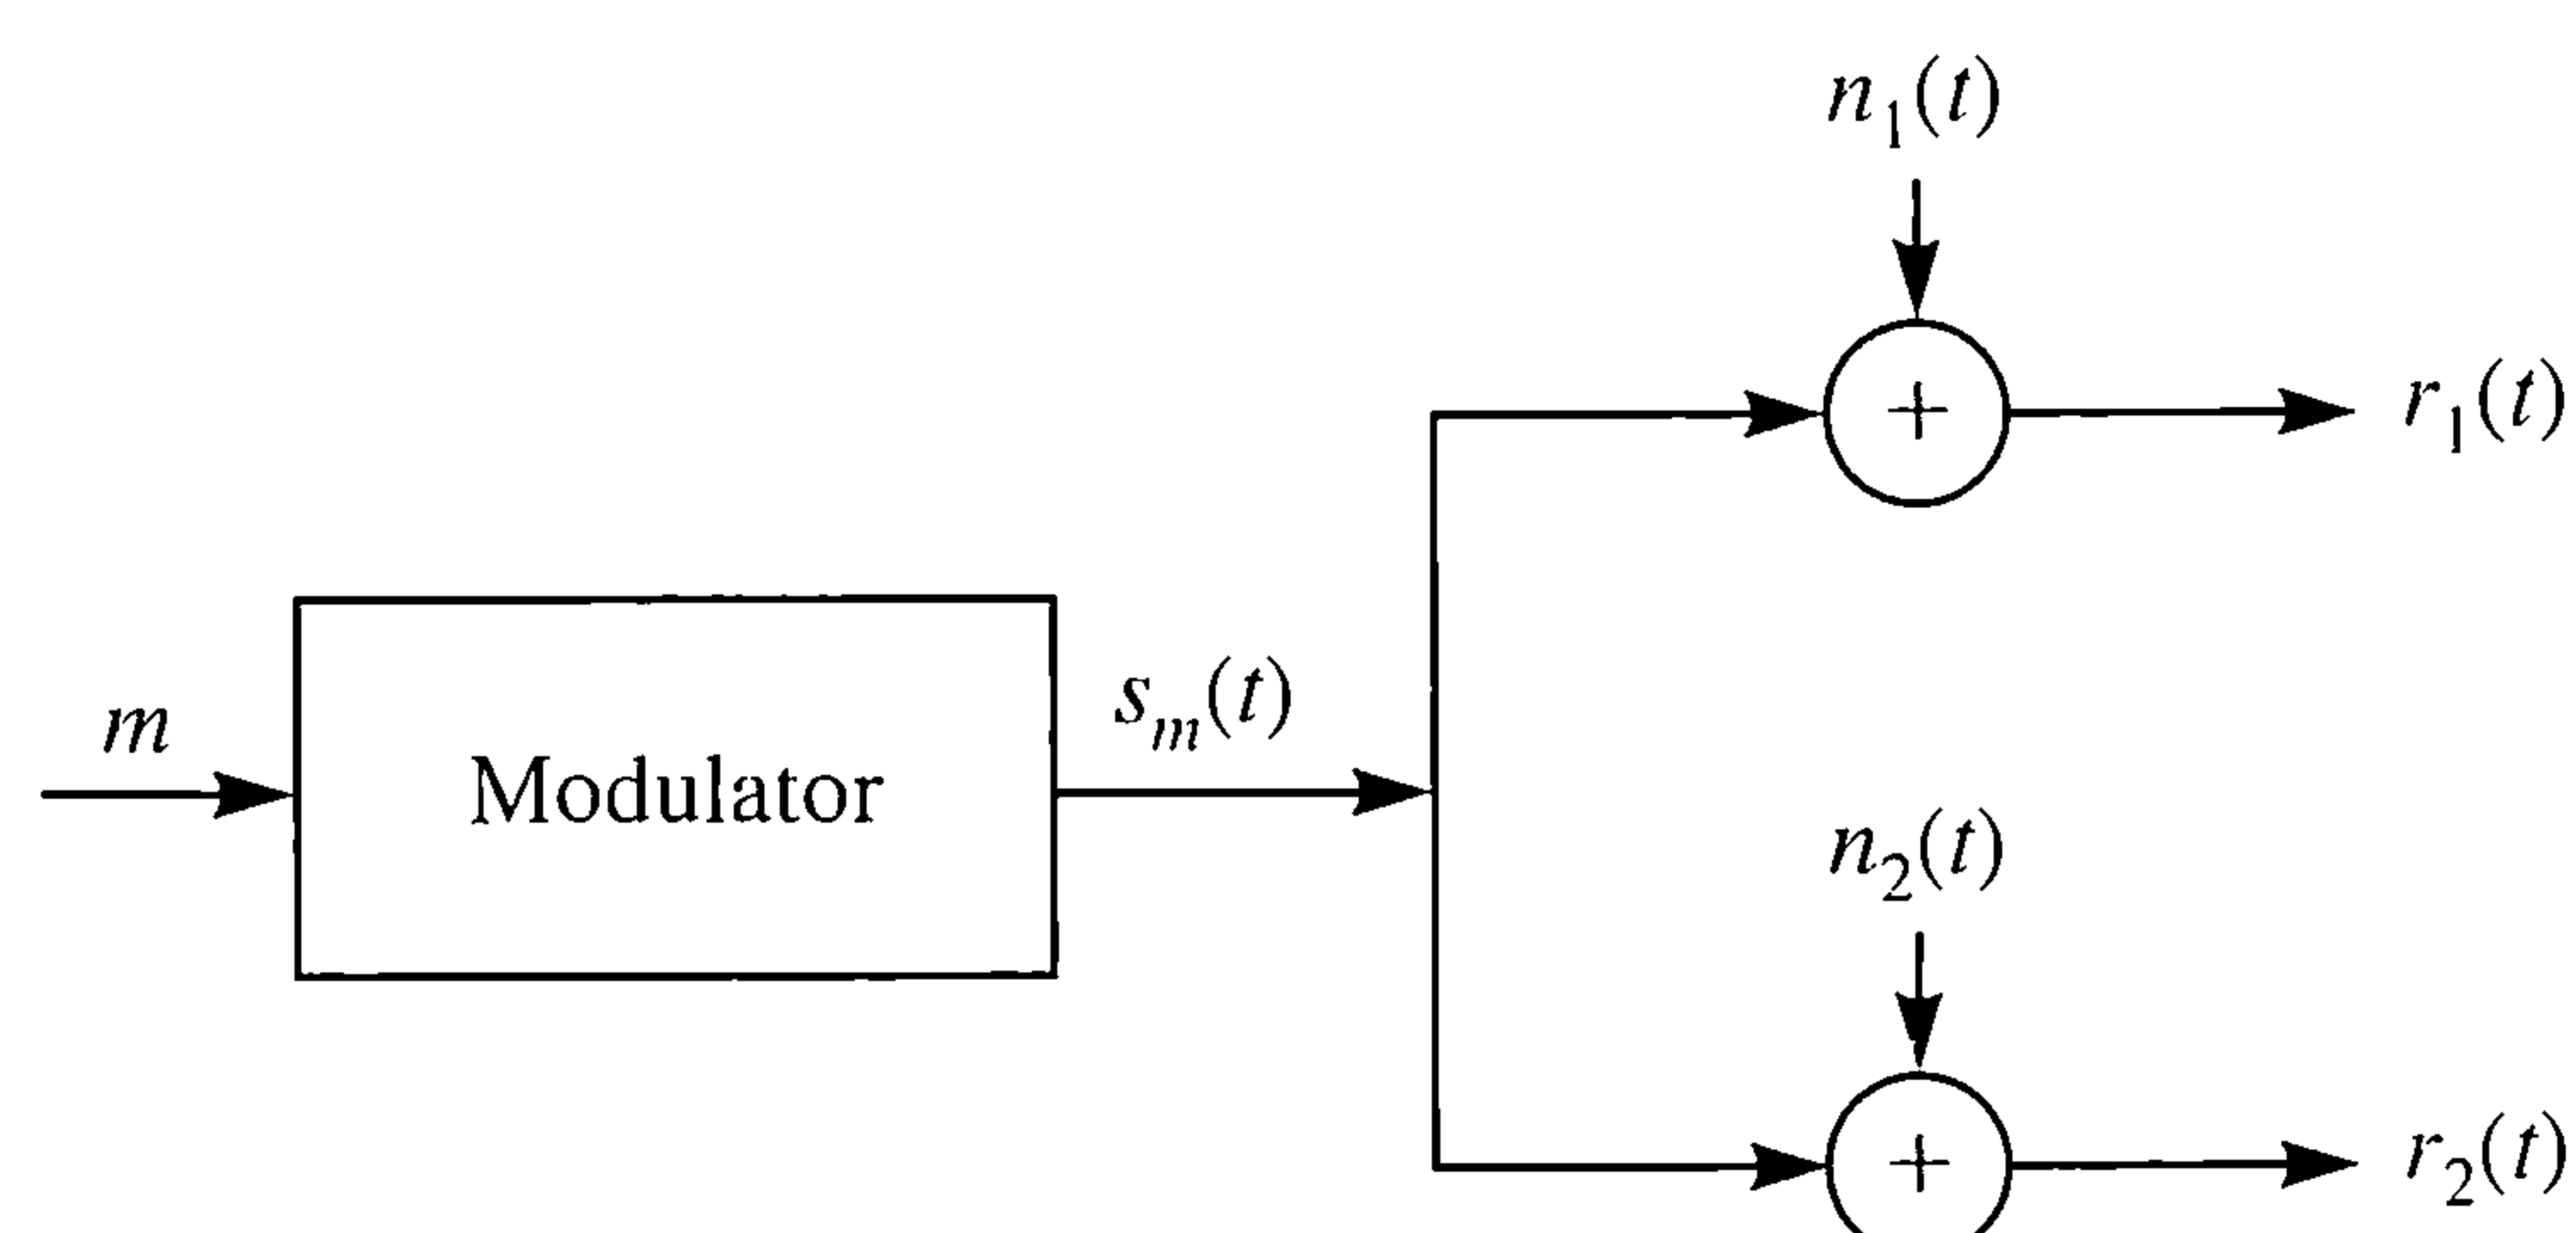 n₁(t)
+
r₁(t)
m
Modulator
sₘ(t)
n₂(t)
+
r₂(t)